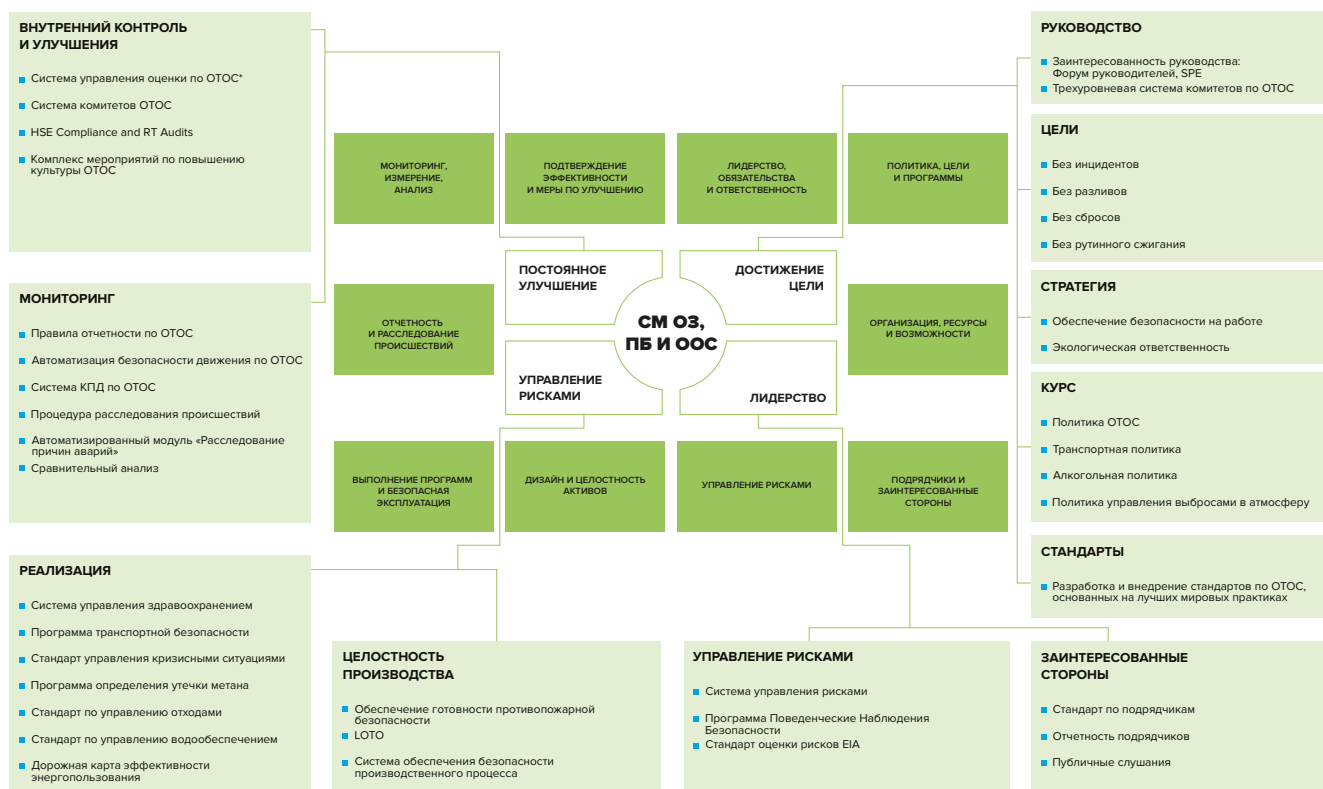 ВНУТРЕННИЙ КОНТРОЛЬ
И УЛУЧШЕНИЯ
Система управления оценки по ОТОС*
Система комитетов ОТОС
HSE Compliance and RT Audits
Комплекс мероприятий по повышению
культуры ОТОС
МОНИТОРИНГ
Правила отчетности по ОТОС
Автоматизация безопасности движения по ОТОС
Система КПД по ОТОС
Процедура расследования происшествий
Автоматизированный модуль «Расследование
причин аварий»
Сравнительный анализ
РЕАЛИЗАЦИЯ
Система управления здравоохранением
Программа транспортной безопасности
Стандарт управления кризисными ситуациями
Программа определения утечки метана
Стандарт по управлению отходами
Стандарт по управлению водообеспечением
Дорожная карта эффективности
энергопользования
МОНИТОРИНГ,
ИЗМЕРЕНИЕ,
АНАЛИЗ
ПОДТВЕРЖДЕНИЕ
ЭФФЕКТИВНОСТИ
И МЕРЫ ПО УЛУЧШЕНИЮ
ЛИДЕРСТВО,
ОБЯЗАТЕЛЬСТВА
И ОТВЕТСТВЕННОСТЬ
ПОЛИТИКА, ЦЕЛИ
И ПРОГРАММЫ
ПОСТОЯННОЕ
УЛУЧШЕНИЕ
ДОСТИЖЕНИЕ
ЦЕЛИ
ОТЧЕТНОСТЬ
И РАССЛЕДОВАНИЕ
ПРОИСШЕСТВИЙ
СМ ОЗ,
ПБ И ООС
ОРГАНИЗАЦИЯ, РЕСУРСЫ
И ВОЗМОЖНОСТИ
УПРАВЛЕНИЕ
РИСКАМИ
ЛИДЕРСТВО
ВЫПОЛНЕНИЕ ПРОГРАММ
И БЕЗОПАСНАЯ
ЭКСПЛУАТАЦИЯ
ДИЗАЙН И ЦЕЛОСТНОСТЬ
АКТИВОВ
УПРАВЛЕНИЕ РИСКАМИ
ПОДРЯДЧИКИ И
ЗАИНТЕРЕСОВАННЫЕ
СТОРОНЫ
ЦЕЛОСТНОСТЬ
ПРОИЗВОДСТВА
Обеспечение готовности противопожарной
безопасности
LOTO
Система обеспечения безопасности
производственного процесса
УПРАВЛЕНИЕ РИСКАМИ
Система управления рисками
Программа Поведенческие Наблюдения
Безопасности
Стандарт оценки рисков EIA
РУКОВОДСТВО
Заинтересованность руководства:
Форум руководителей, SPE
Трехуровневая система комитетов по ОТОС
ЦЕЛИ
Без инцидентов
Без разливов
Без сбросов
Без рутинного сжигания
СТРАТЕГИЯ
Обеспечение безопасности на работе
Экологическая ответственность
КУРС
Политика ОТОС
Транспортная политика
Алкогольная политика
Политика управления выбросами в атмосферу
СТАНДАРТЫ
Разработка и внедрение стандартов по ОТОС,
основанных на лучших мировых практиках
ЗАИНТЕРЕСОВАННЫЕ
СТОРОНЫ
Стандарт по подрядчикам
Отчетность подрядчиков
Публичные слушания